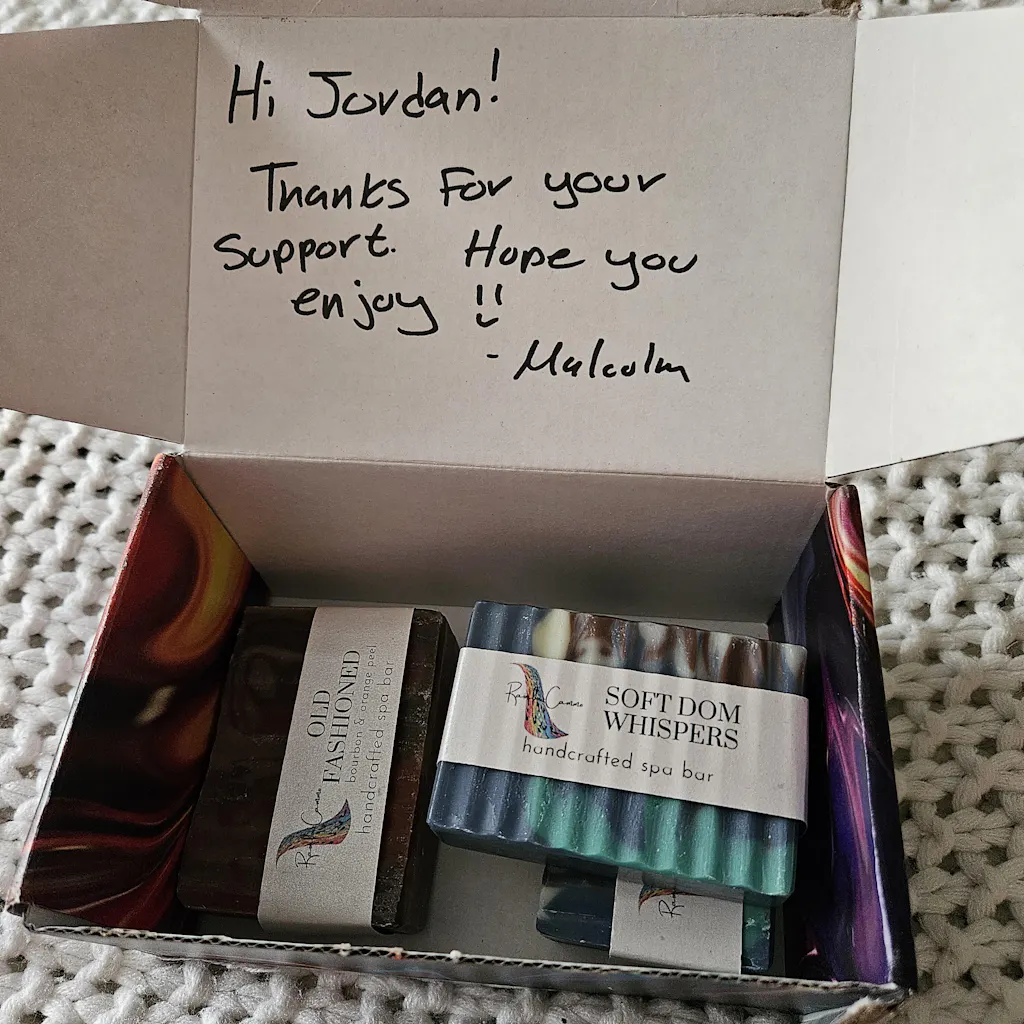 Hi Jordan!
Thanks For your
Support. Hope you
enjoy !!
- Malcolm
OLD
FASHIONED
bourbon & orange peel
handcrafted spa bar
SOFT DOM
WHISPERS
handcrafted spa bar